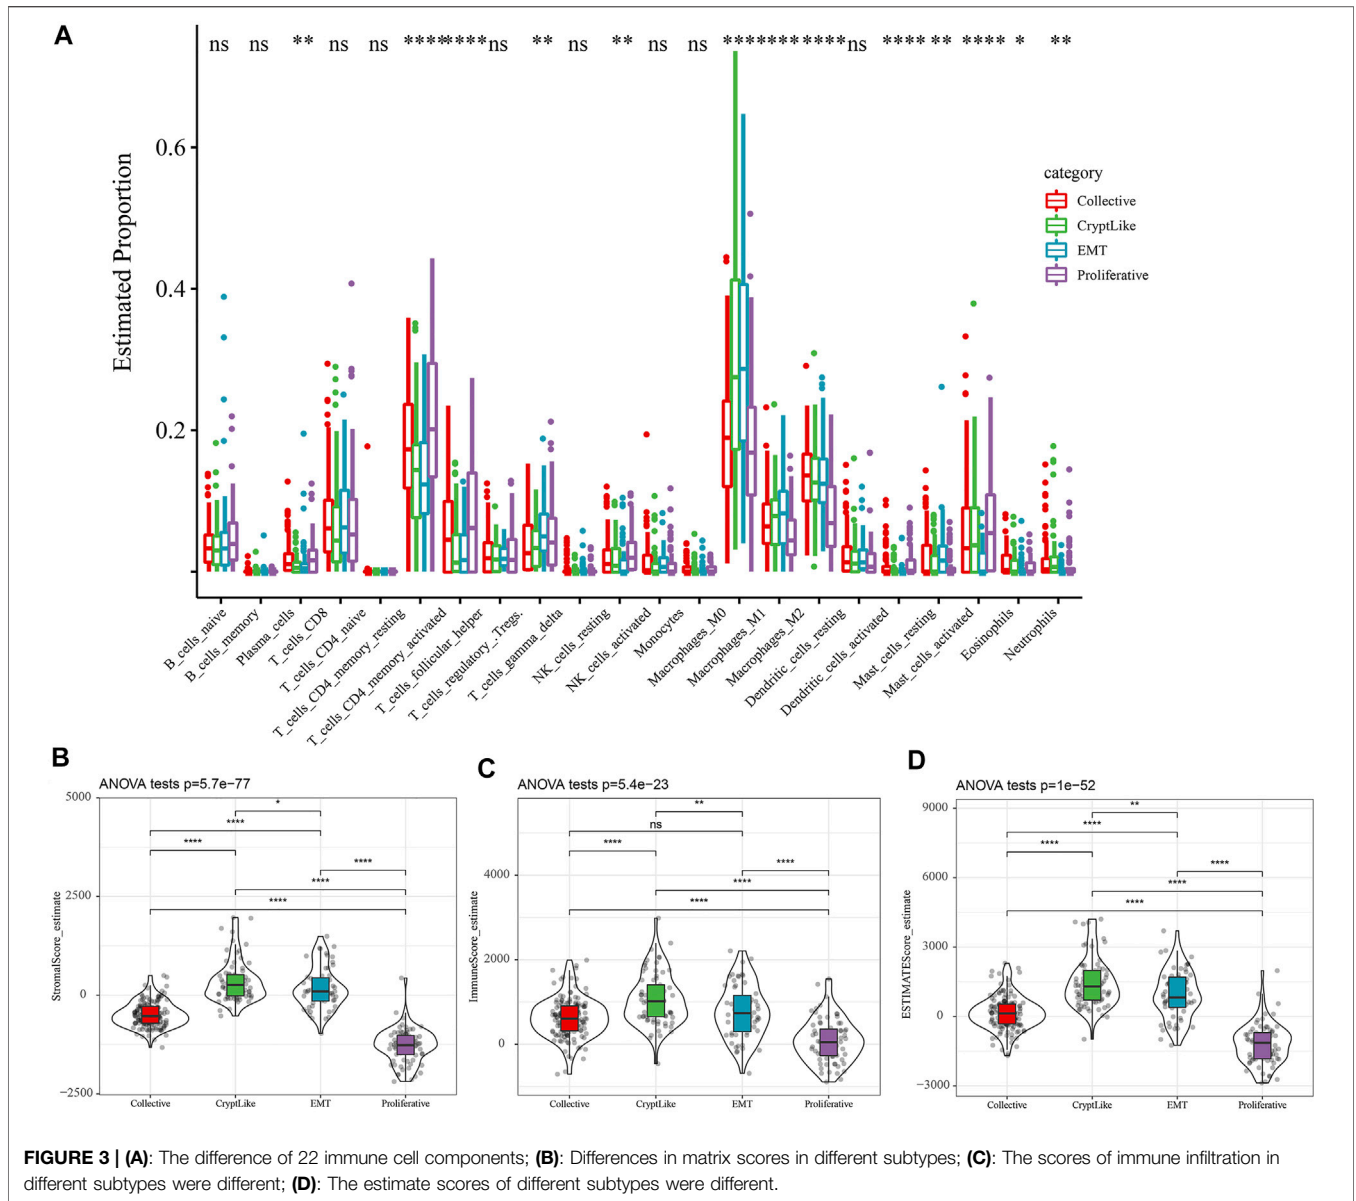 A
ns ns ** ns ns **** **** ns ** ns ** ns ns **** **** **** ns **** ** **** * **
Estimated Proportion
0.6
0.4
0.2
category
Collective
CryptLike
EMT
Proliferative
B_cells_naive
B_cells_memory
Plasma_cells
T_cells_CD8
T_cells_CD4_naive
T_cells_CD4_memory_resting
T_cells_CD4_memory_activated
T_cells_follicular_helper
T_cells_regulatory_.Tregs.
T_cells_gamma_delta
NK_cells_resting
NK_cells_activated
Monocytes
Macrophages_M0
Macrophages_M1
Macrophages_M2
Dendritic_cells_resting
Dendritic_cells_activated
Mast_cells_resting
Mast_cells_activated
Eosinophils
Neutrophils
B
ANOVA tests p=5.7e−77
StromalScore_estimate
5000
2500
0
−2500
*
****
****
****
****
****
Collective CryptLike EMT Proliferative
C
ANOVA tests p=5.4e−23
ImmuneScore_estimate
4000
2000
0
**
ns
****
****
****
****
Collective CryptLike EMT Proliferative
D
ANOVA tests p=1e−52
ESTIMATEScore_estimate
9000
6000
3000
0
−3000
**
****
****
****
****
****
Collective CryptLike EMT Proliferative
FIGURE 3 | (A): The difference of 22 immune cell components; (B): Differences in matrix scores in different subtypes; (C): The scores of immune infiltration in
different subtypes were different; (D): The estimate scores of different subtypes were different.